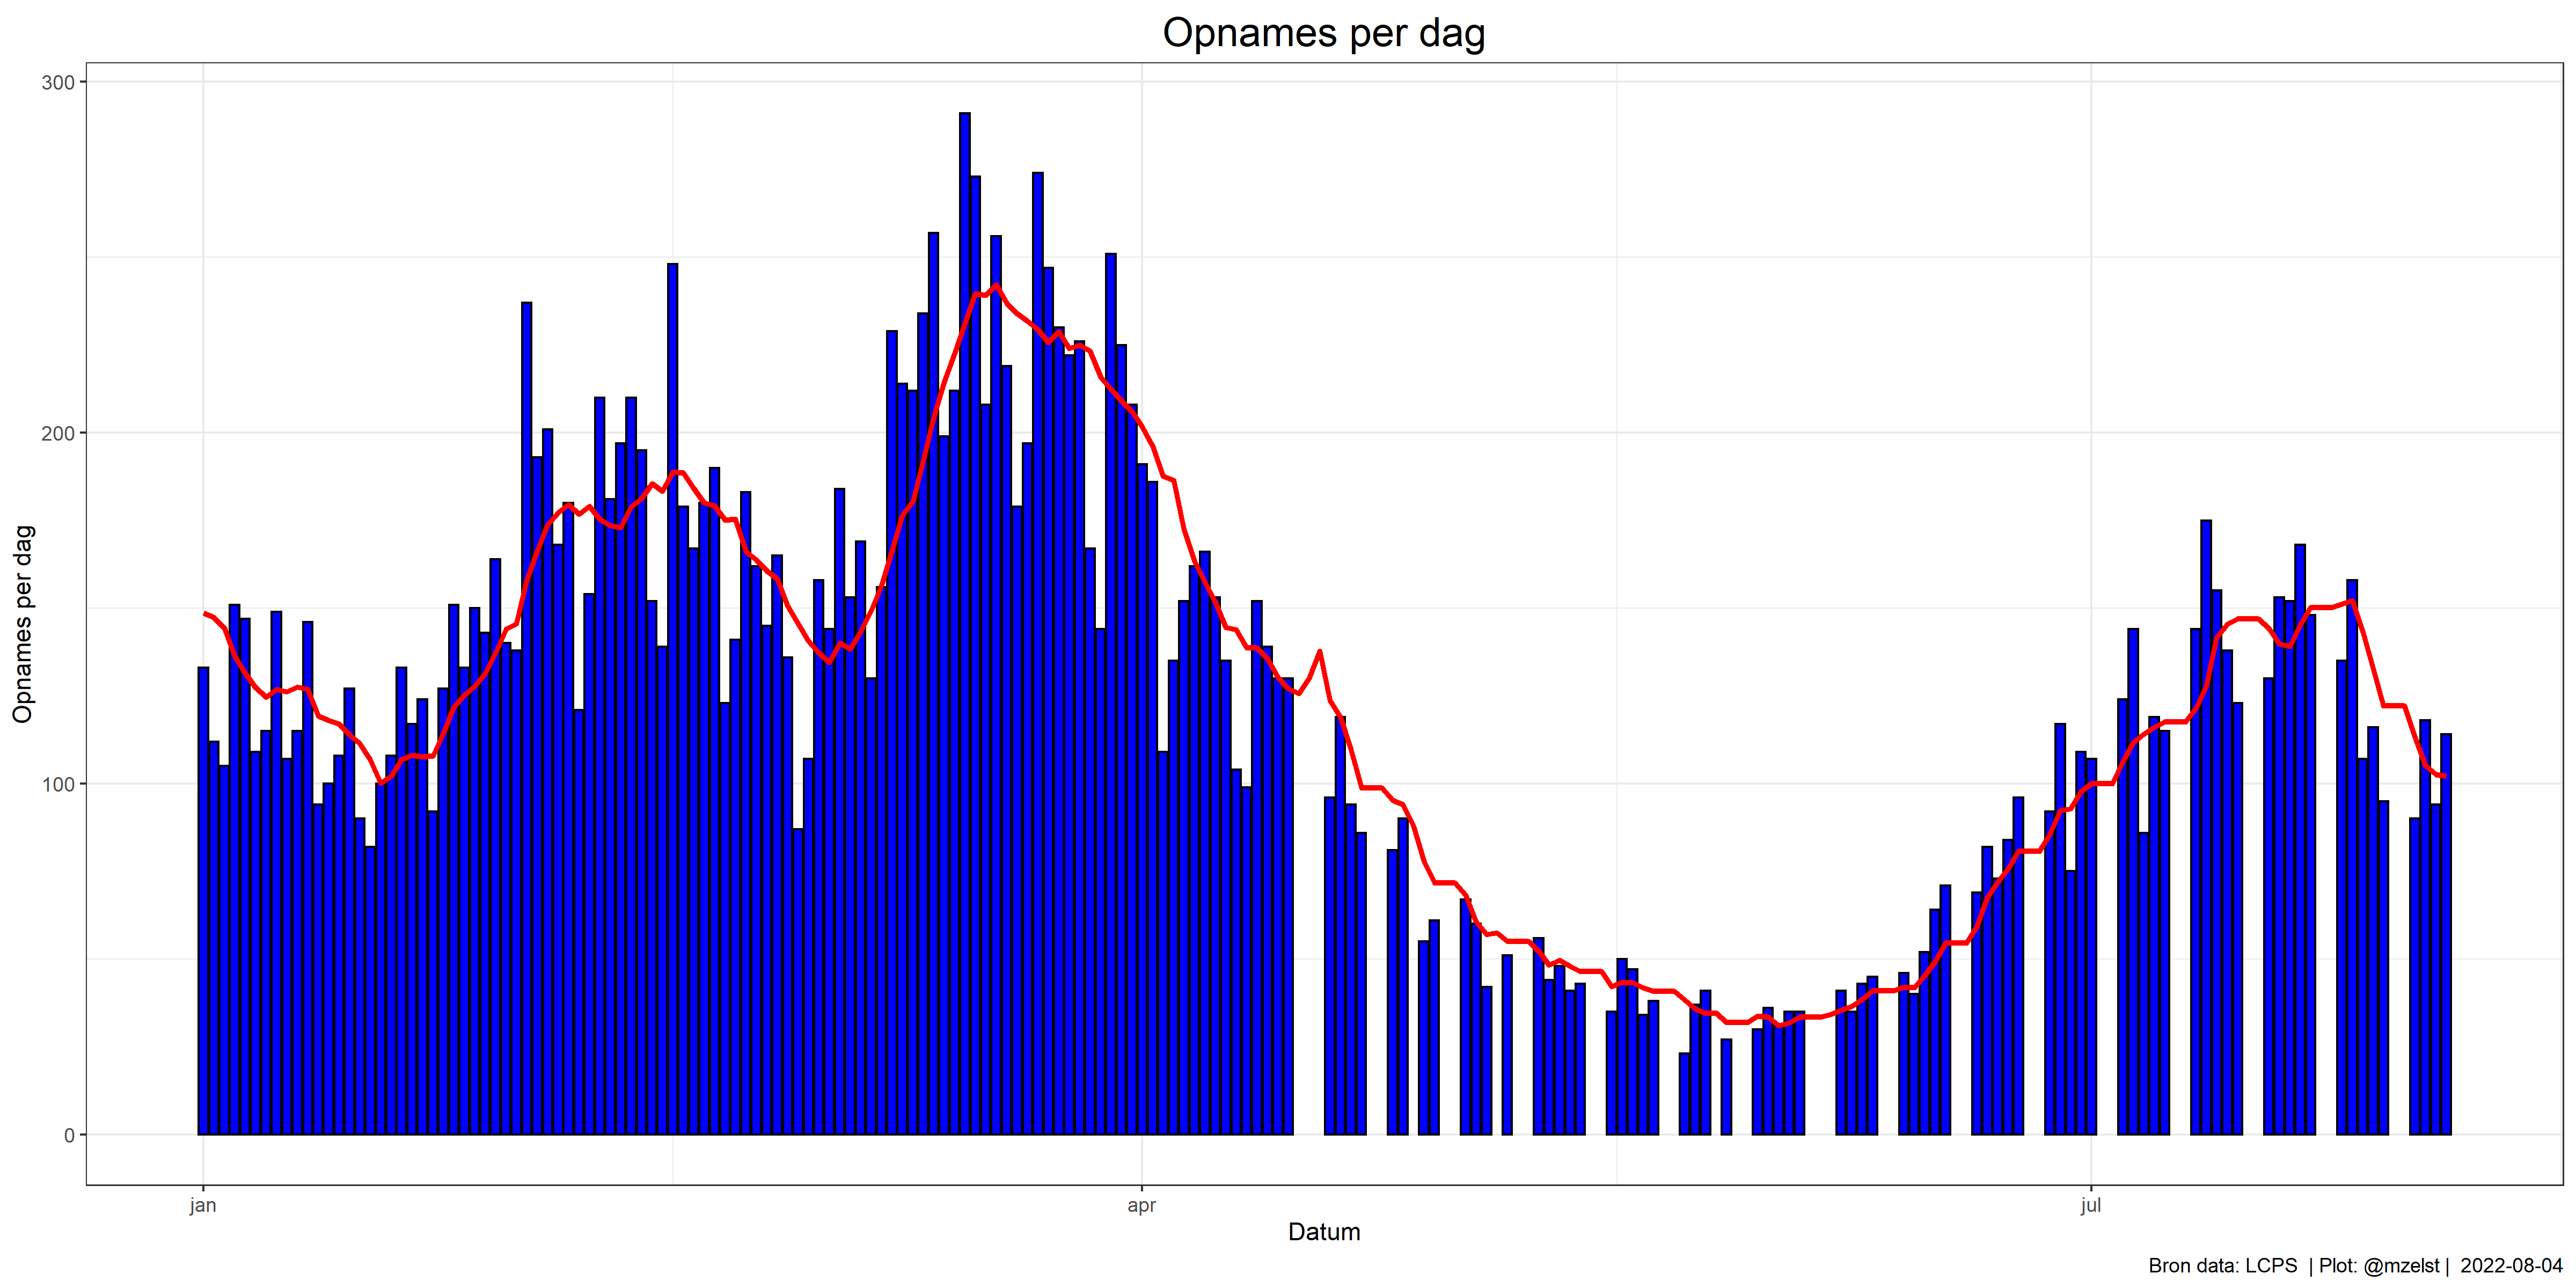 Opnames per dag
Opnames per dag
300
200
100
0
jan
apr
jul
Datum
Bron data: LCPS | Plot: @mzelst | 2022-08-04